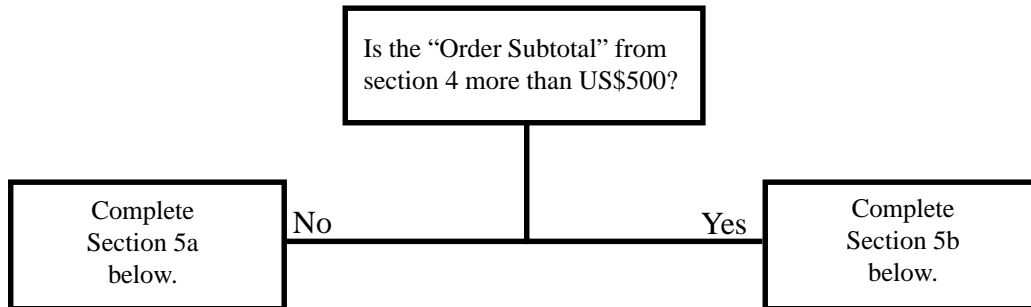 Is the “Order Subtotal” from
section 4 more than US$500?
No
Yes
Complete
Section 5a
below.
Complete
Section 5b
below.